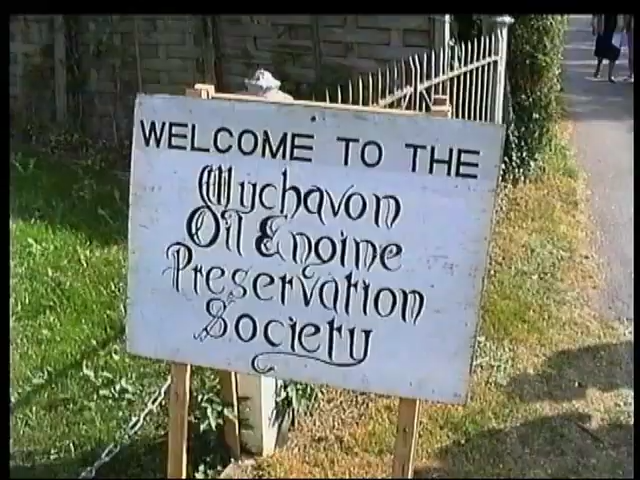 WELCOME TO THE
Wychavon
Oil Engine
Preservation
Society